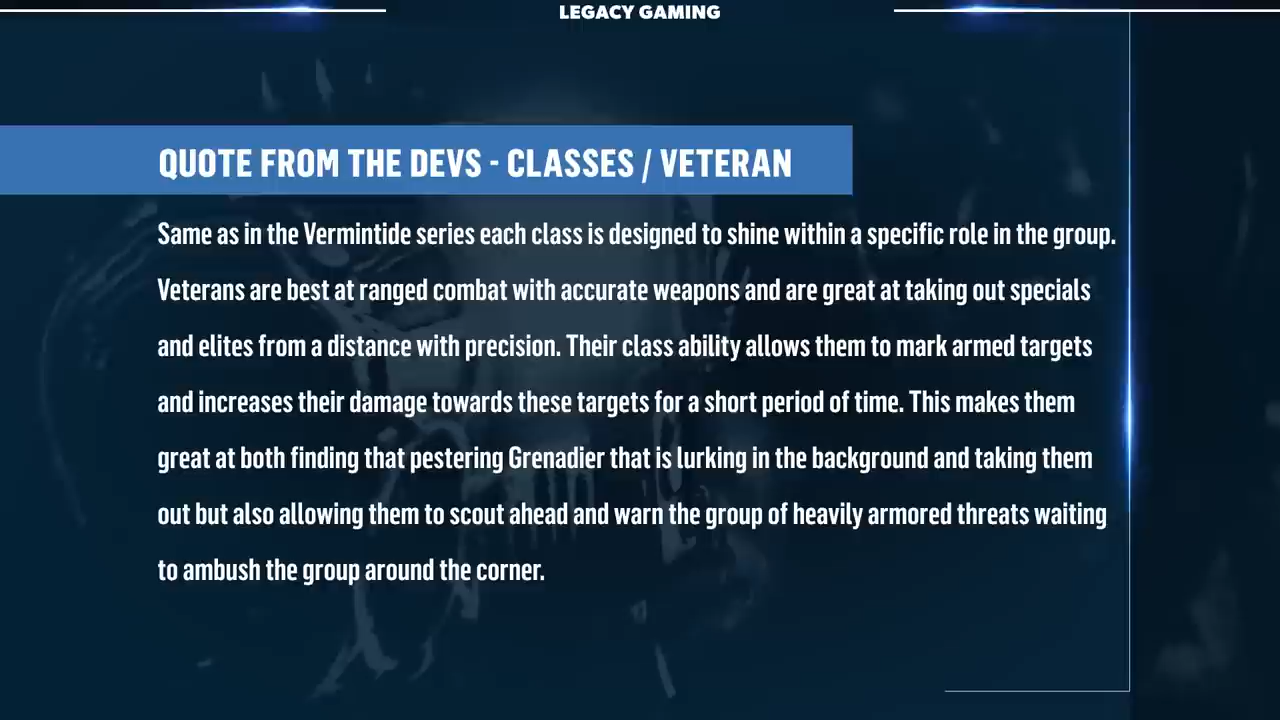 LEGACY GAMING
QUOTE FROM THE DEVS - CLASSES / VETERAN
Same as in the Vermintide series each class is designed to shine within a specific role in the group.
Veterans are best at ranged combat with accurate weapons and are great at taking out specials
and elites from a distance with precision. Their class ability allows them to mark armed targets
and increases their damage towards these targets for a short period of time. This makes them
great at both finding that pestering Grenadier that is lurking in the background and taking them
out but also allowing them to scout ahead and warn the group of heavily armored threats waiting
to ambush the group around the corner.